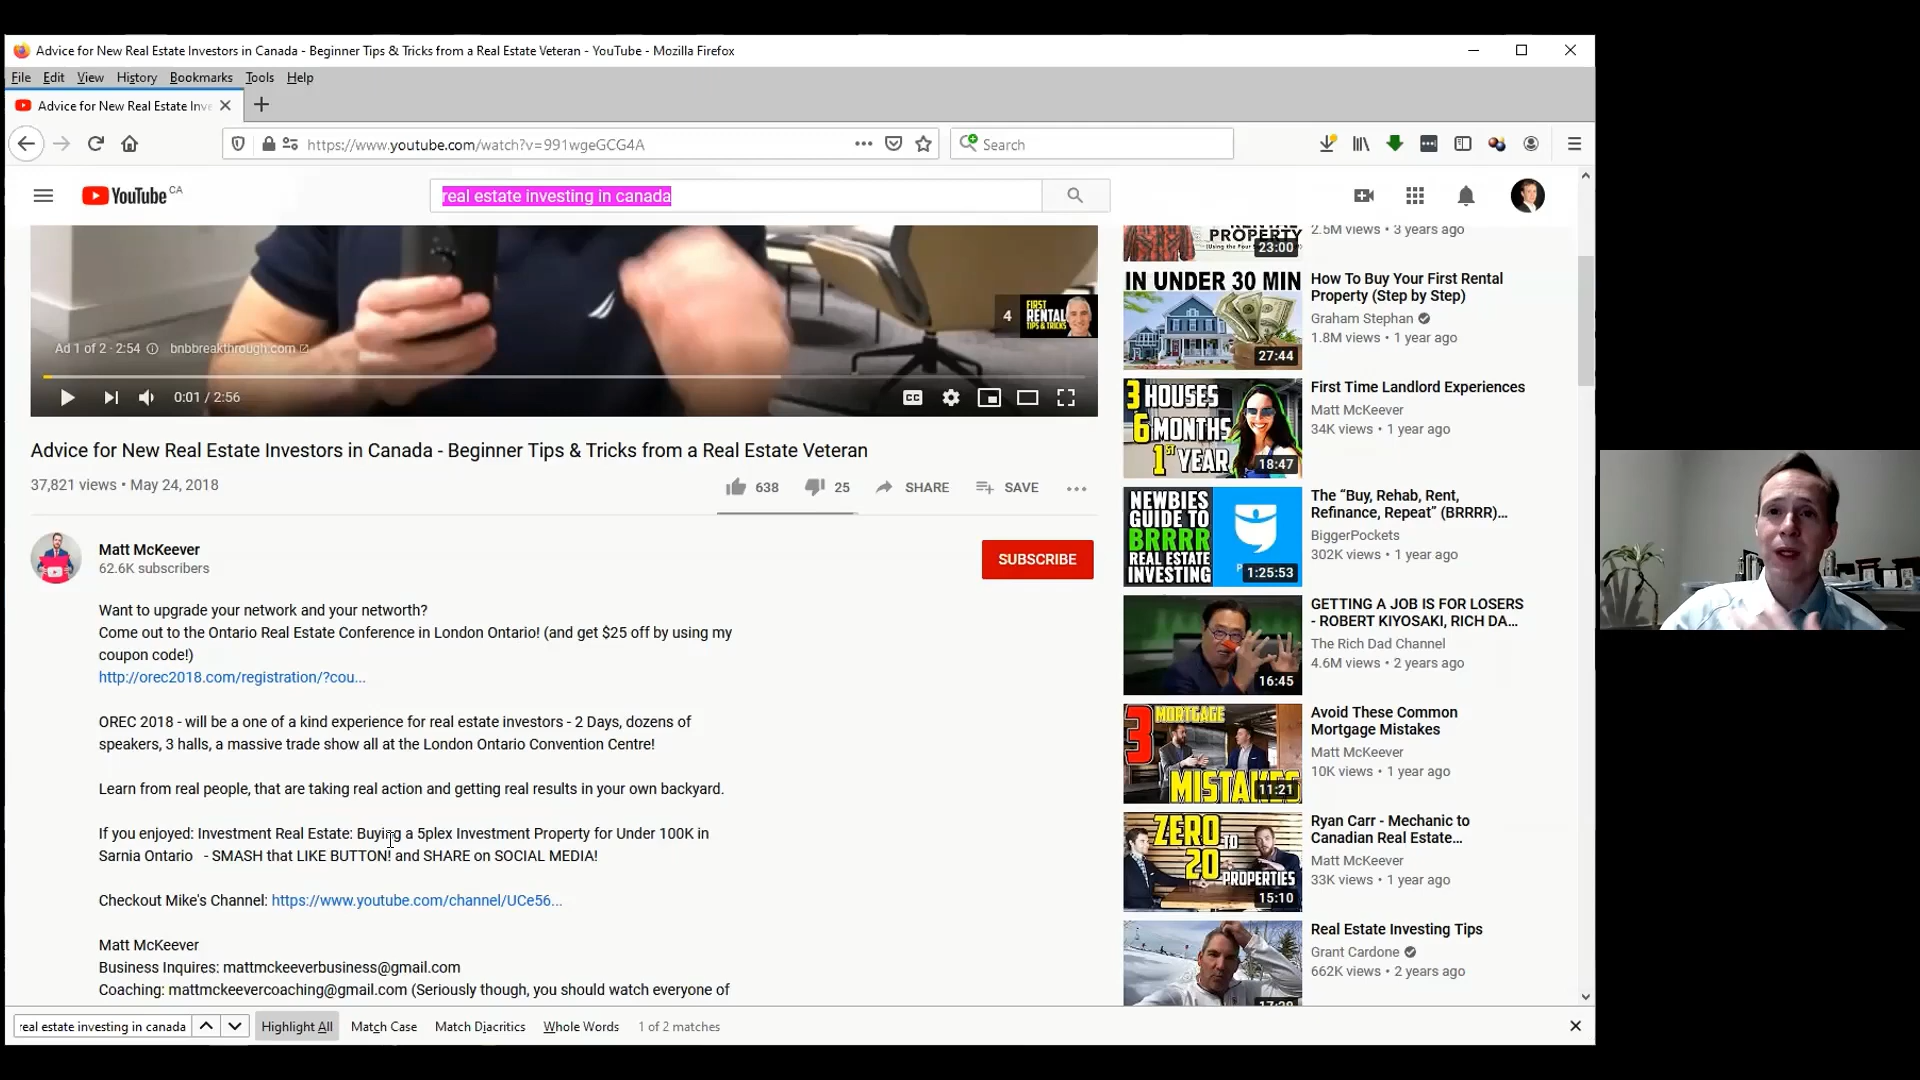 Advice for New Real Estate Investors in Canada - Beginner Tips & Tricks from a Real Estate Veteran - YouTube - Mozilla Firefox
File Edit View History Bookmarks Tools Help
Advice for New Real Estate Inve
https://www.youtube.com/watch?v=991wgeGCG4A
Search
YouTube CA
real estate investing in canada
4
FIRST
RENTAL
TIPS & TRICKS
Ad 1 of 2 · 2:54 bnbbreakthrough.com
0:01 / 2:56
CC
Advice for New Real Estate Investors in Canada - Beginner Tips & Tricks from a Real Estate Veteran
37,821 views • May 24, 2018
638 25 SHARE SAVE
Matt McKeever
62.6K subscribers
SUBSCRIBE
Want to upgrade your network and your networth?
Come out to the Ontario Real Estate Conference in London Ontario! (and get $25 off by using my
coupon code!)
http://orec2018.com/registration/?cou...
OREC 2018 - will be a one of a kind experience for real estate investors - 2 Days, dozens of
speakers, 3 halls, a massive trade show all at the London Ontario Convention Centre!
Learn from real people, that are taking real action and getting real results in your own backyard.
If you enjoyed: Investment Real Estate: Buying a 5plex Investment Property for Under 100K in
Sarnia Ontario - SMASH that LIKE BUTTON! and SHARE on SOCIAL MEDIA!
Checkout Mike's Channel: https://www.youtube.com/channel/UCe56...
Matt McKeever
Business Inquires: mattmckeeverbusiness@gmail.com
Coaching: mattmckeevercoaching@gmail.com (Seriously though, you should watch everyone of
PROPERTY
23:00
2.5M views • 3 years ago
IN UNDER 30 MIN
27:44
How To Buy Your First Rental
Property (Step by Step)
Graham Stephan
1.8M views • 1 year ago
3 HOUSES
6 MONTHS
1ST YEAR
18:47
First Time Landlord Experiences
Matt McKeever
34K views • 1 year ago
NEWBIES
GUIDE TO
BRRRR
REAL ESTATE
INVESTING
1:25:53
The “Buy, Rehab, Rent,
Refinance, Repeat” (BRRRR)...
BiggerPockets
302K views • 1 year ago
16:45
GETTING A JOB IS FOR LOSERS
- ROBERT KIYOSAKI, RICH DA...
The Rich Dad Channel
4.6M views • 2 years ago
3 MORTGAGE
MISTAKES
11:21
Avoid These Common
Mortgage Mistakes
Matt McKeever
10K views • 1 year ago
ZERO
TO
20
PROPERTIES
15:10
Ryan Carr - Mechanic to
Canadian Real Estate...
Matt McKeever
33K views • 1 year ago
Real Estate Investing Tips
Grant Cardone
662K views • 2 years ago
real estate investing in canada Highlight All Match Case Match Diacritics Whole Words 1 of 2 matches